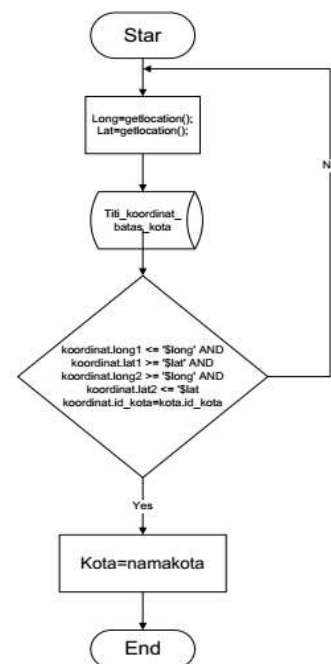 Star
Long=getlocation();
Lat=getlocation();
N
Titi_koordinat_
batas_kota
koordinat.long1 <= '$long' AND
koordinat.lat1 >= '$lat' AND
koordinat.long2 >= '$long' AND
koordinat.lat2 <= '$lat
koordinat.id_kota=kota.id_kota
Yes
Kota=namakota
End